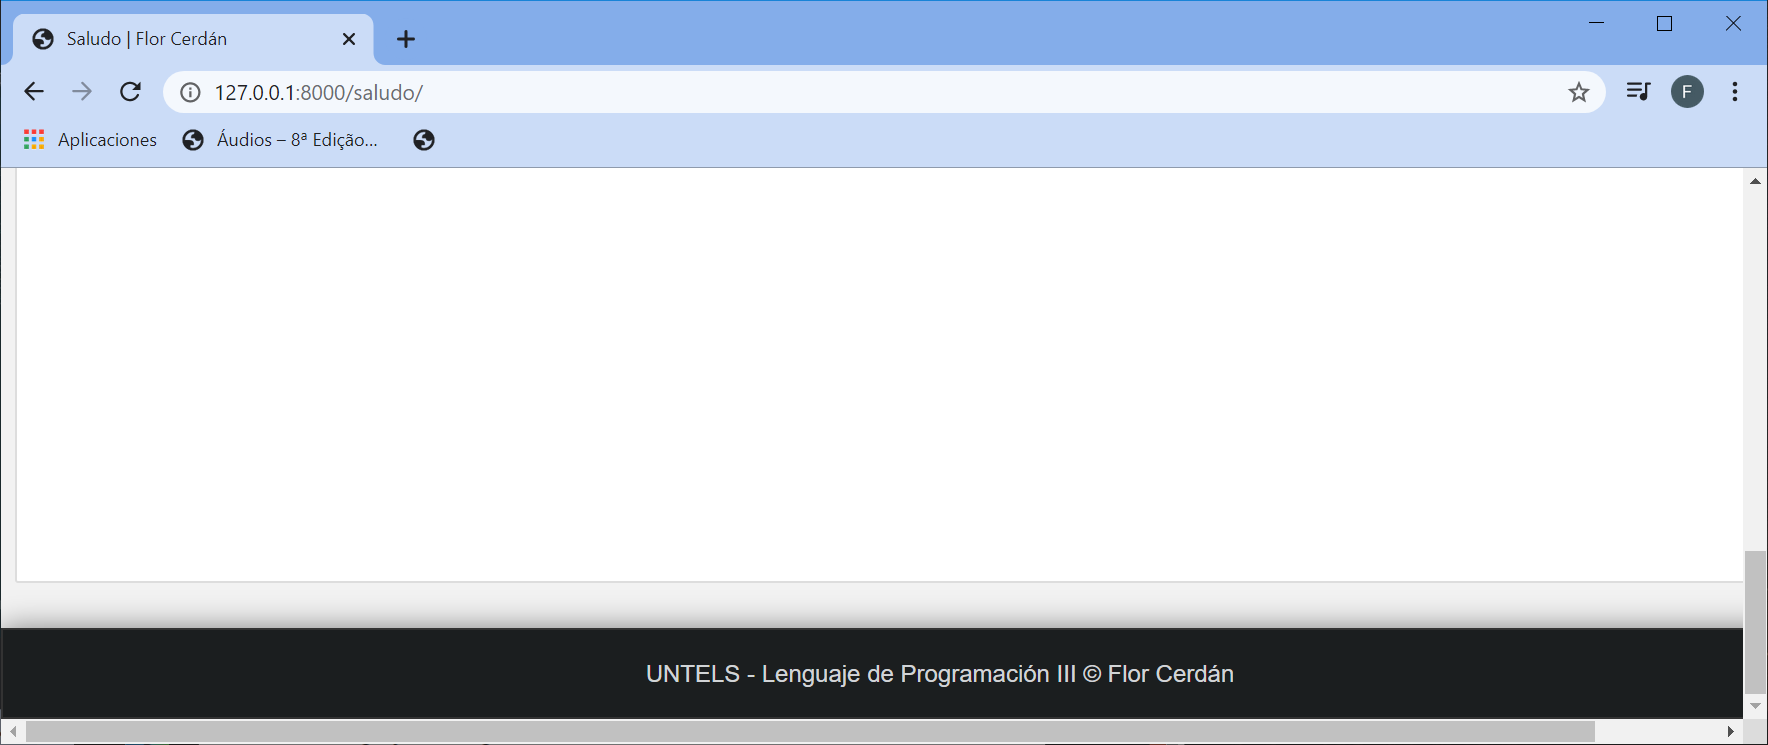 Saludo | Flor Cerdán
127.0.0.1:8000/saludo/
F
Aplicaciones
Áudios – 8ª Edição...
UNTELS - Lenguaje de Programación III © Flor Cerdán